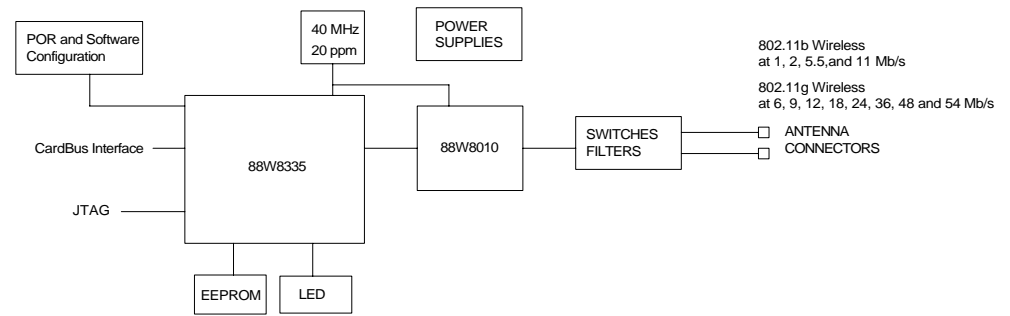 POR and Software
Configuration
40 MHz
20 ppm
POWER
SUPPLIES
802.11b Wireless
at 1, 2, 5.5,and 11 Mb/s
802.11g Wireless
at 6, 9, 12, 18, 24, 36, 48 and 54 Mb/s
CardBus Interface
88W8335
88W8010
SWITCHES
FILTERS
ANTENNA
CONNECTORS
JTAG
EEPROM
LED